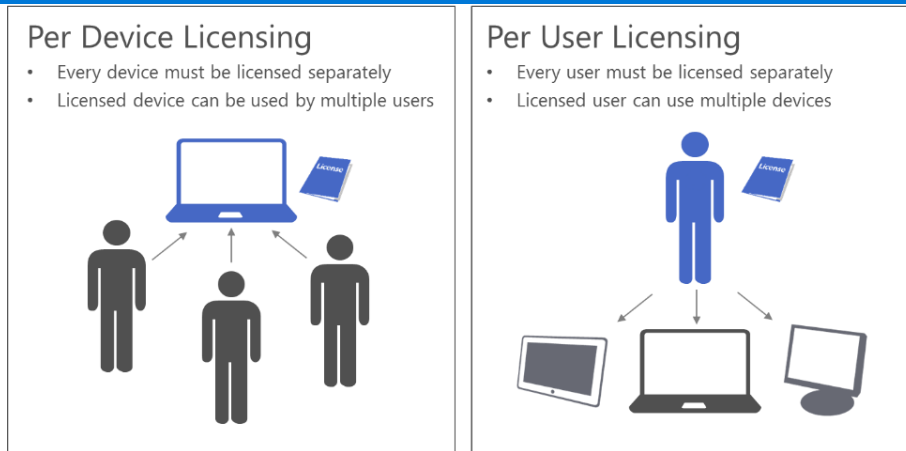 Per Device Licensing
• Every device must be licensed separately
• Licensed device can be used by multiple users
License
Per User Licensing
• Every user must be licensed separately
• Licensed user can use multiple devices
License